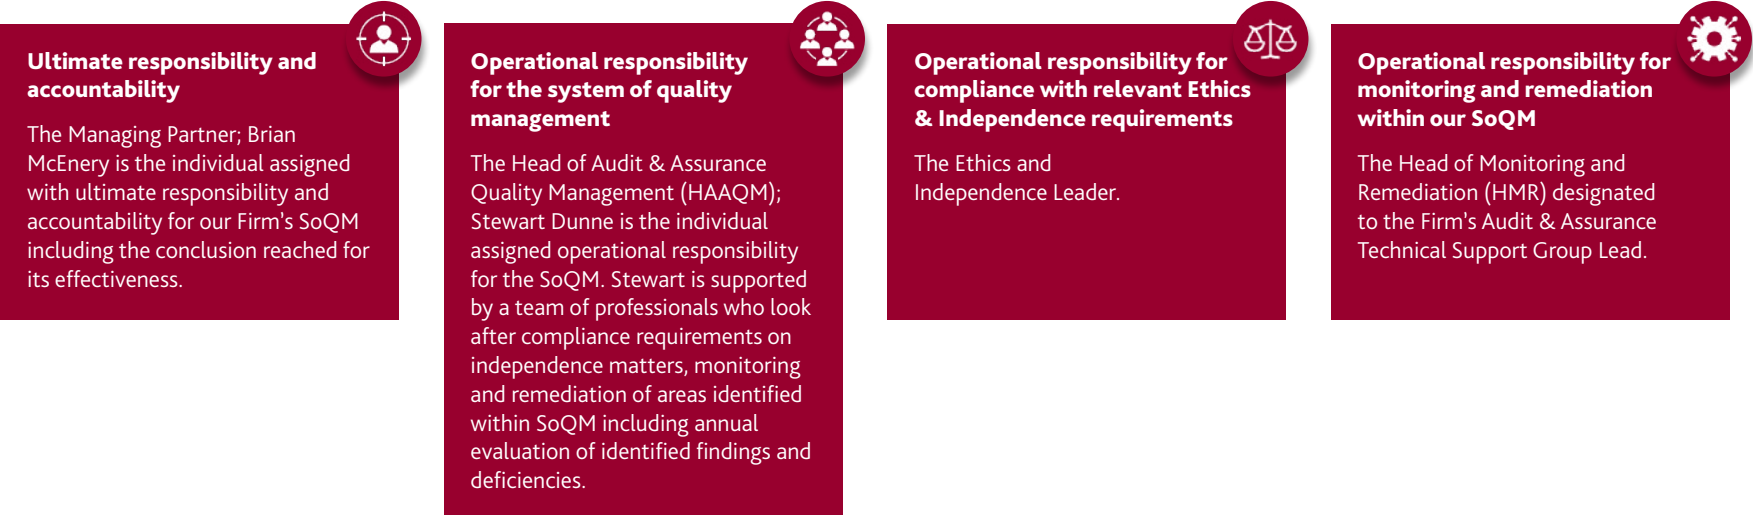 Ultimate responsibility and
accountability
The Managing Partner; Brian
McEnery is the individual assigned
with ultimate responsibility and
accountability for our Firm's SoQM
including the conclusion reached for
its effectiveness.
Operational responsibility
for the system of quality
management
The Head of Audit & Assurance
Quality Management (HAAQM);
Stewart Dunne is the individual
assigned operational responsibility
for the SoQM. Stewart is supported
by a team of professionals who look
after compliance requirements on
independence matters, monitoring
and remediation of areas identified
within SoQM including annual
evaluation of identified findings and
deficiencies.
Operational responsibility for
compliance with relevant Ethics
& Independence requirements
The Ethics and
Independence Leader.
Operational responsibility for
monitoring and remediation
within our SoQM
The Head of Monitoring and
Remediation (HMR) designated
to the Firm's Audit & Assurance
Technical Support Group Lead.